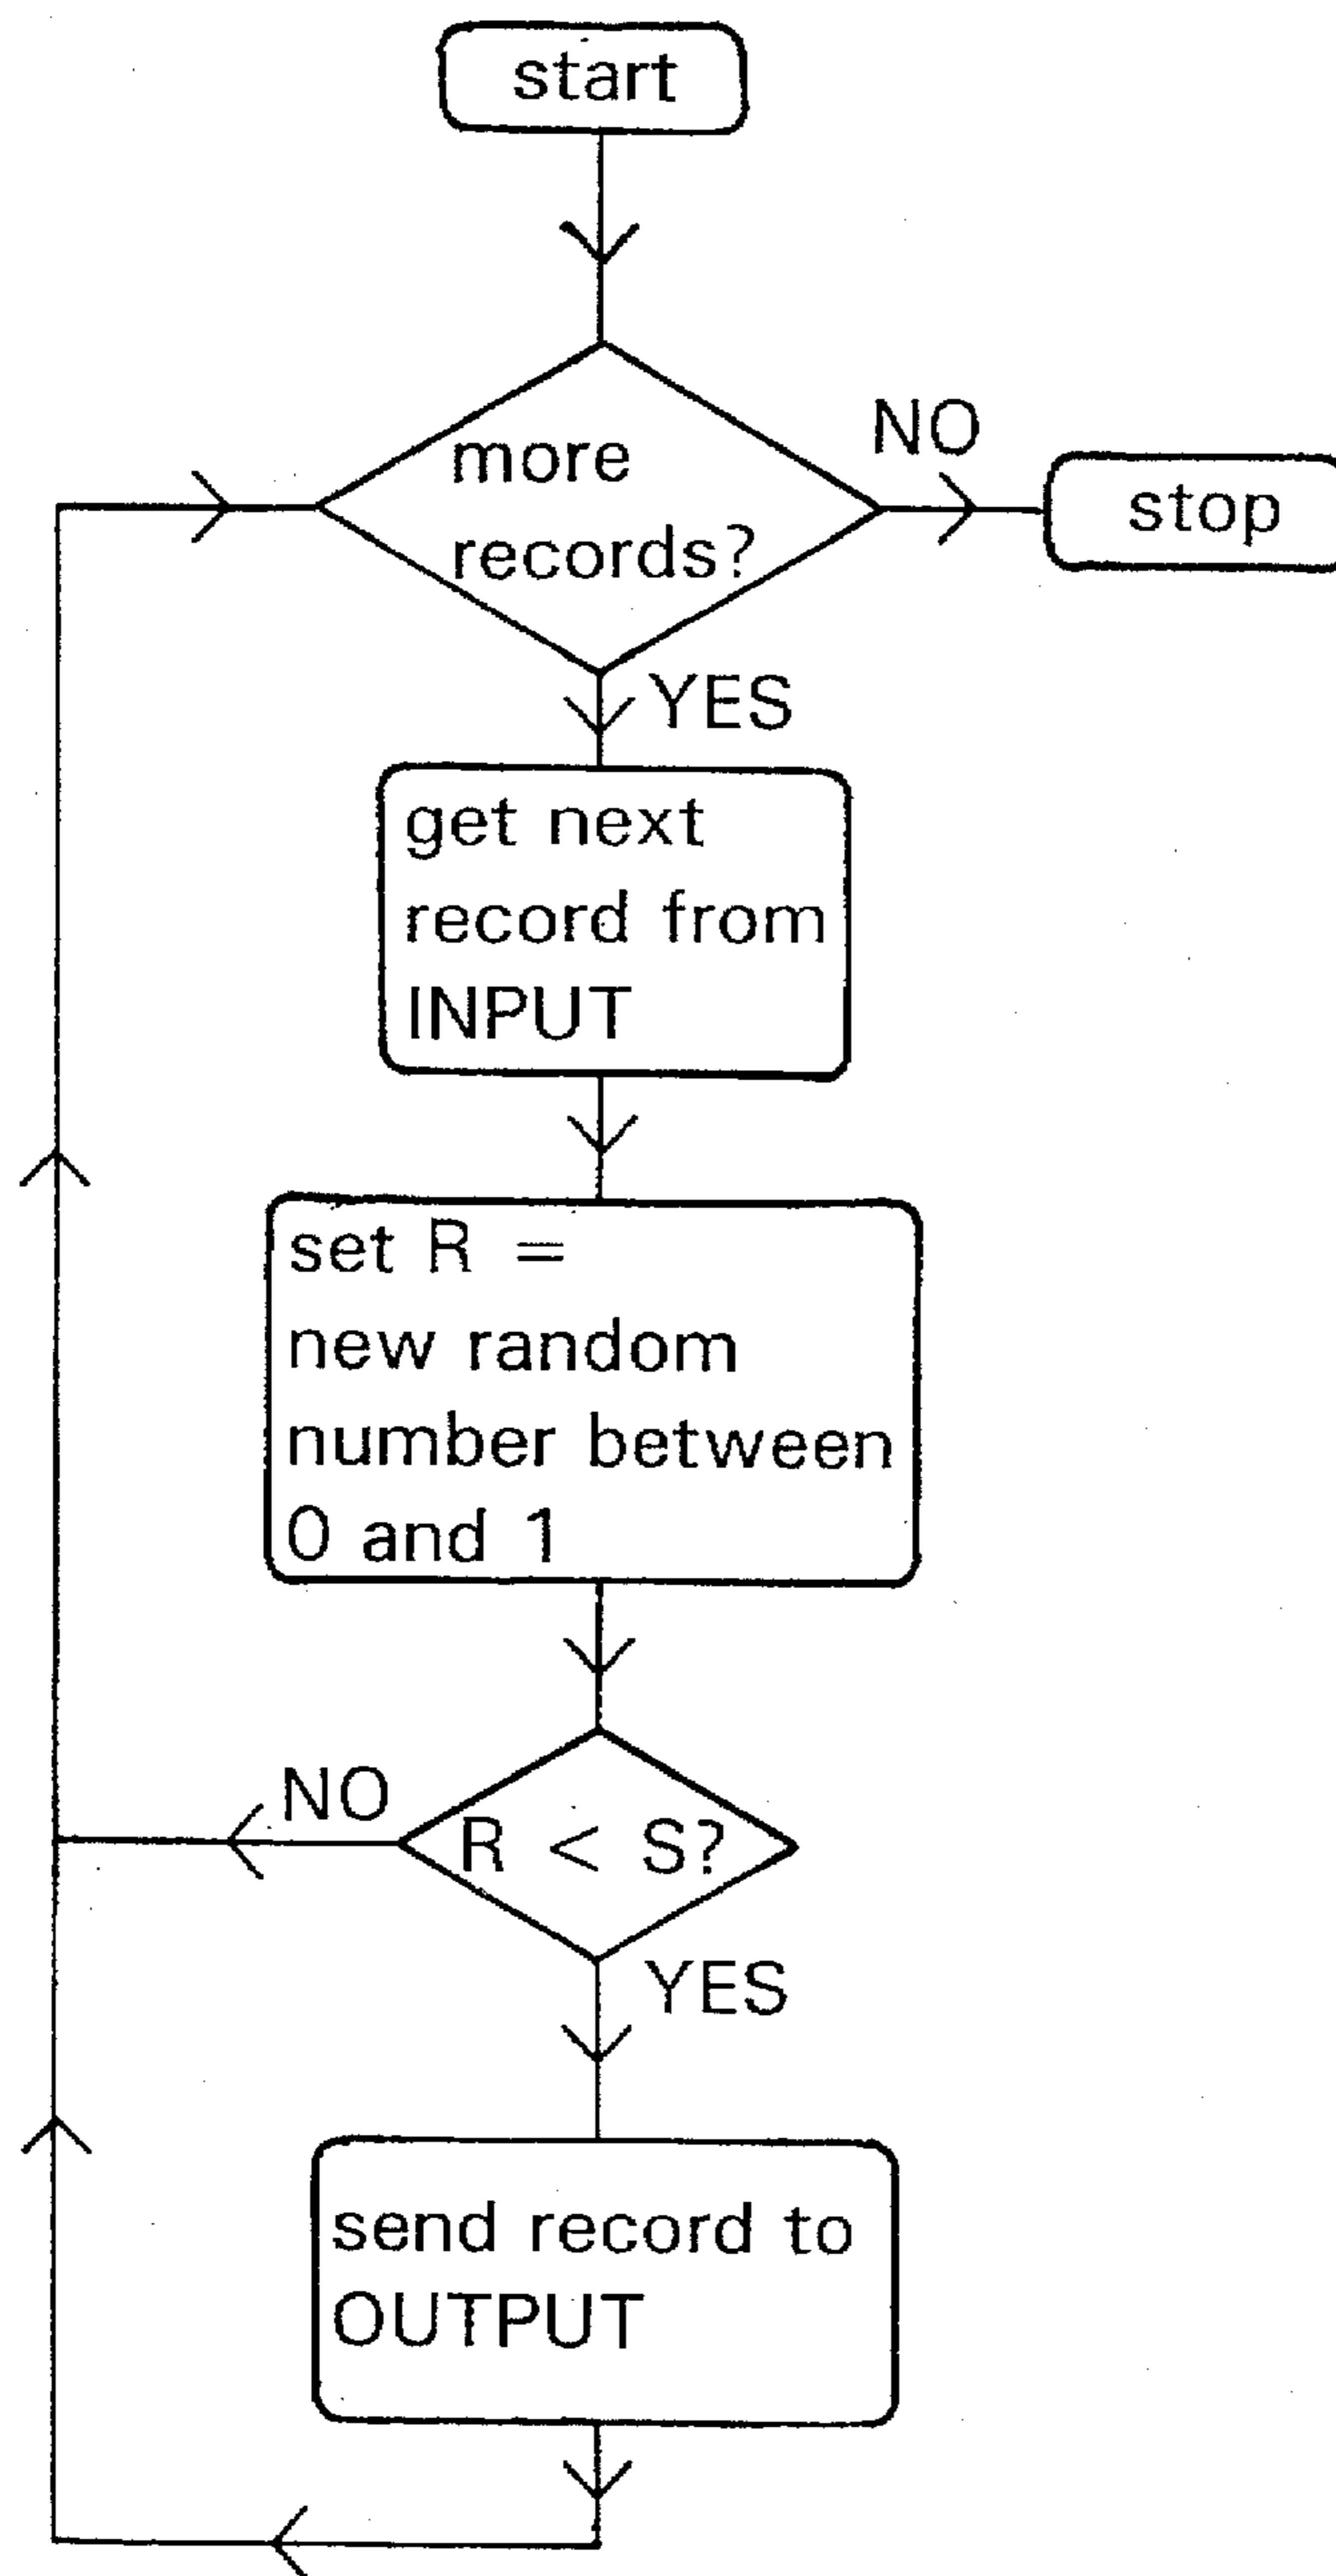 start
more
records?
NO
stop
YES
get next
record from
INPUT
set R =
new random
number between
0 and 1
R < S?
NO
YES
send record to
OUTPUT